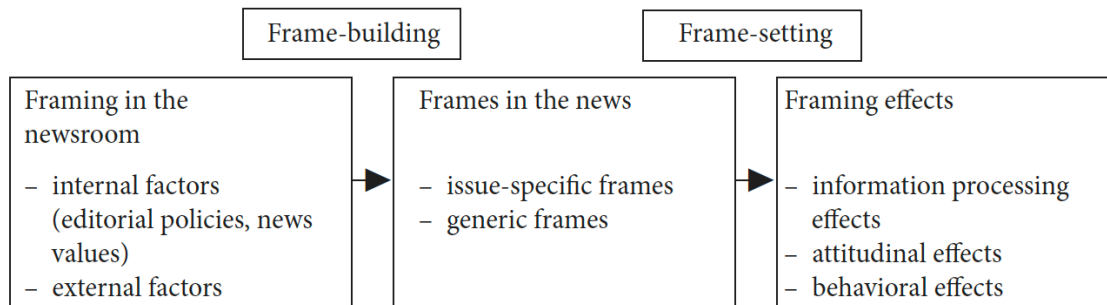 Frame-building
Frame-setting
Framing in the
newsroom
– internal factors
(editorial policies, news
values)
– external factors
Frames in the news
– issue-specific frames
– generic frames
Framing effects
– information processing
effects
– attitudinal effects
– behavioral effects